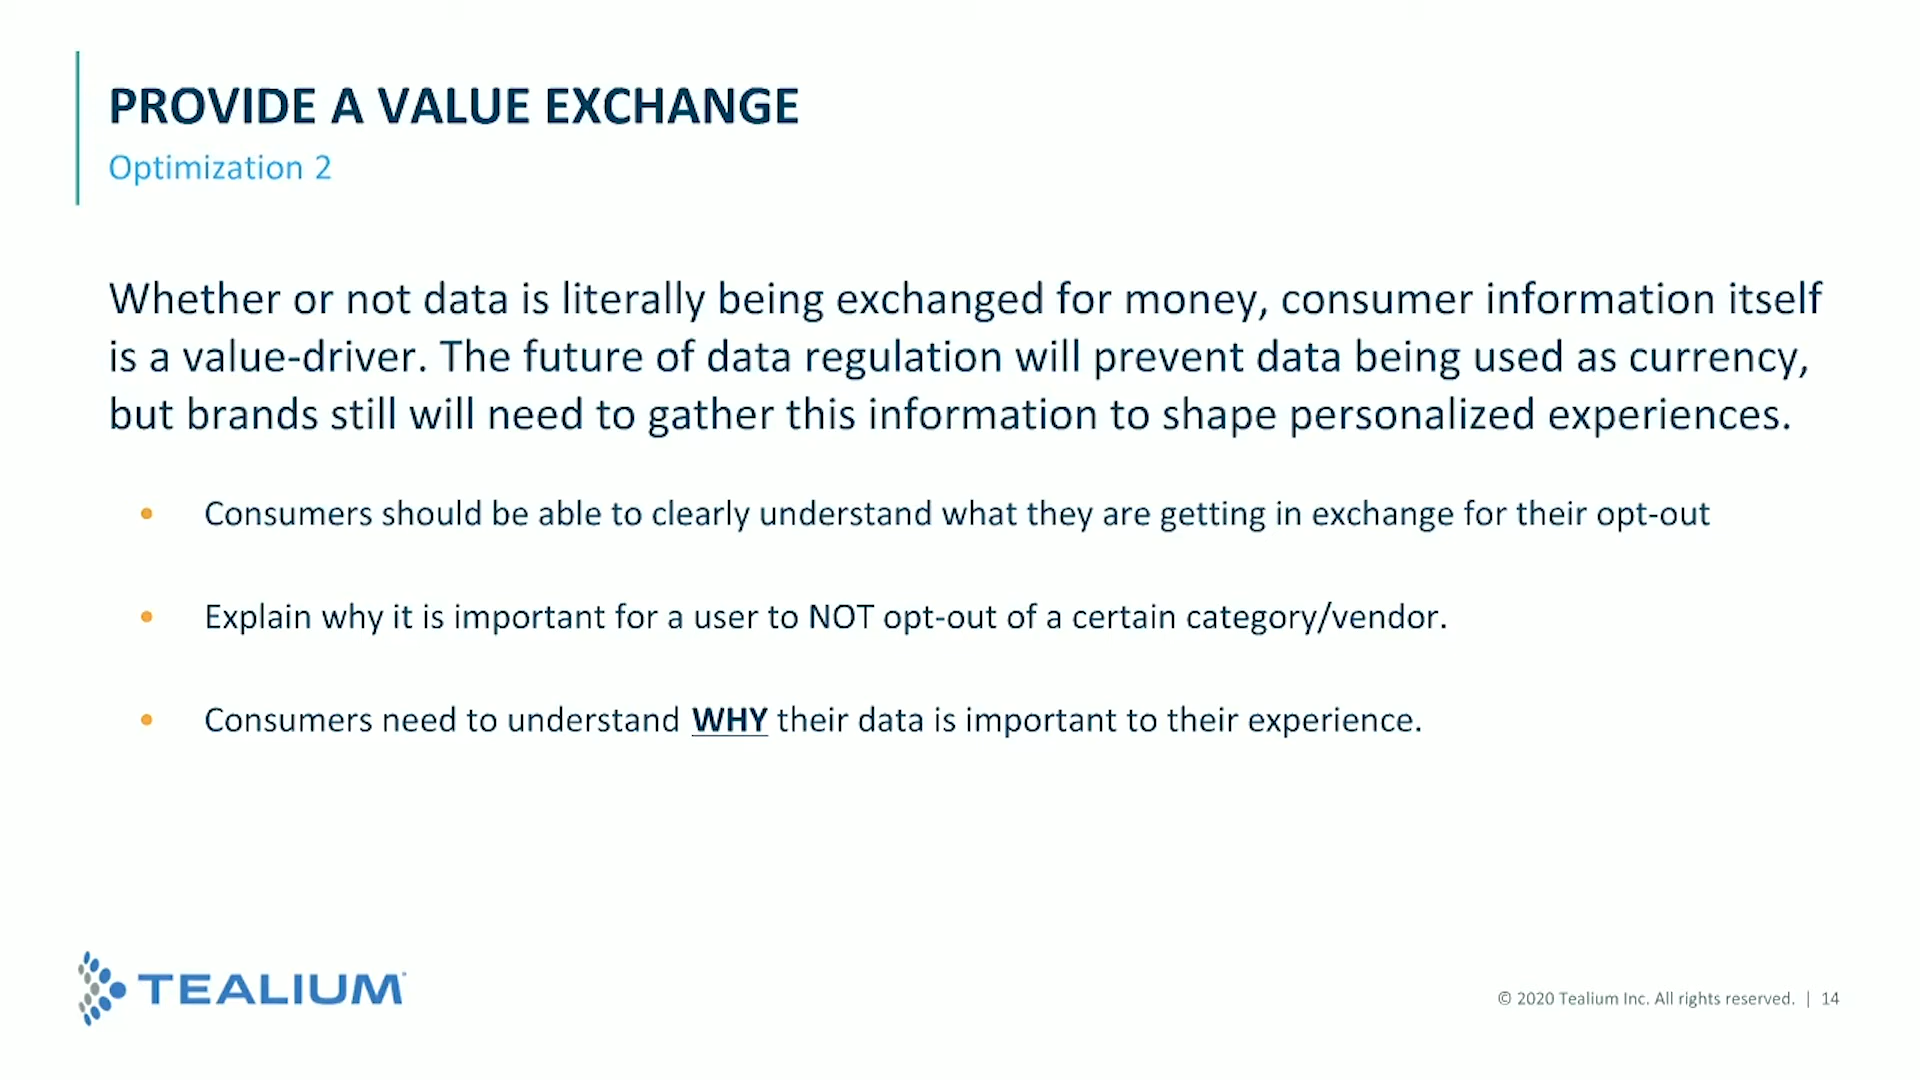 PROVIDE A VALUE EXCHANGE
Optimization 2
Whether or not data is literally being exchanged for money, consumer information itself
is a value-driver. The future of data regulation will prevent data being used as currency,
but brands still will need to gather this information to shape personalized experiences.
• Consumers should be able to clearly understand what they are getting in exchange for their opt-out
• Explain why it is important for a user to NOT opt-out of a certain category/vendor.
• Consumers need to understand WHY their data is important to their experience.
TEALIUM
© 2020 Tealium Inc. All rights reserved. | 14